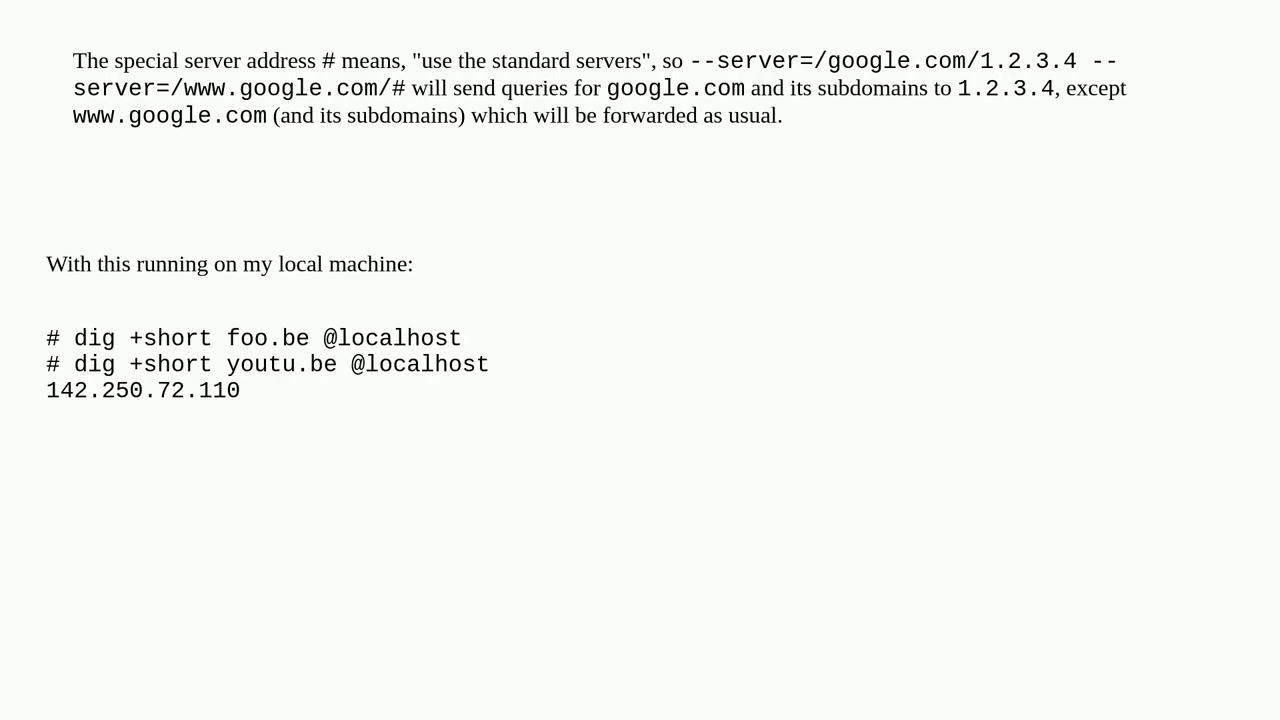 The special server address # means, "use the standard servers", so --server=/google.com/1.2.3.4 --
server=/www.google.com/# will send queries for google.com and its subdomains to 1.2.3.4, except
www.google.com (and its subdomains) which will be forwarded as usual.
With this running on my local machine:
# dig +short foo.be @localhost
# dig +short youtu.be @localhost
142.250.72.110